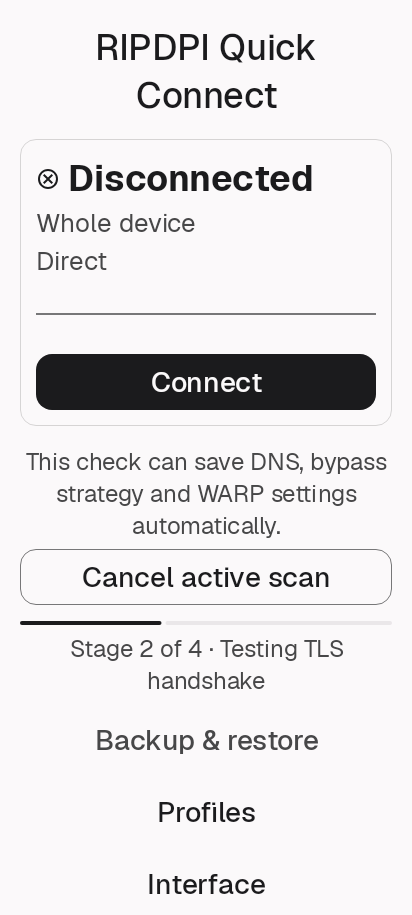 RIPDPI Quick
Connect
Disconnected
Whole device
Direct
Connect
This check can save DNS, bypass
strategy and WARP settings
automatically.
Cancel active scan
Stage 2 of 4 · Testing TLS
handshake
Backup & restore
Profiles
Interface